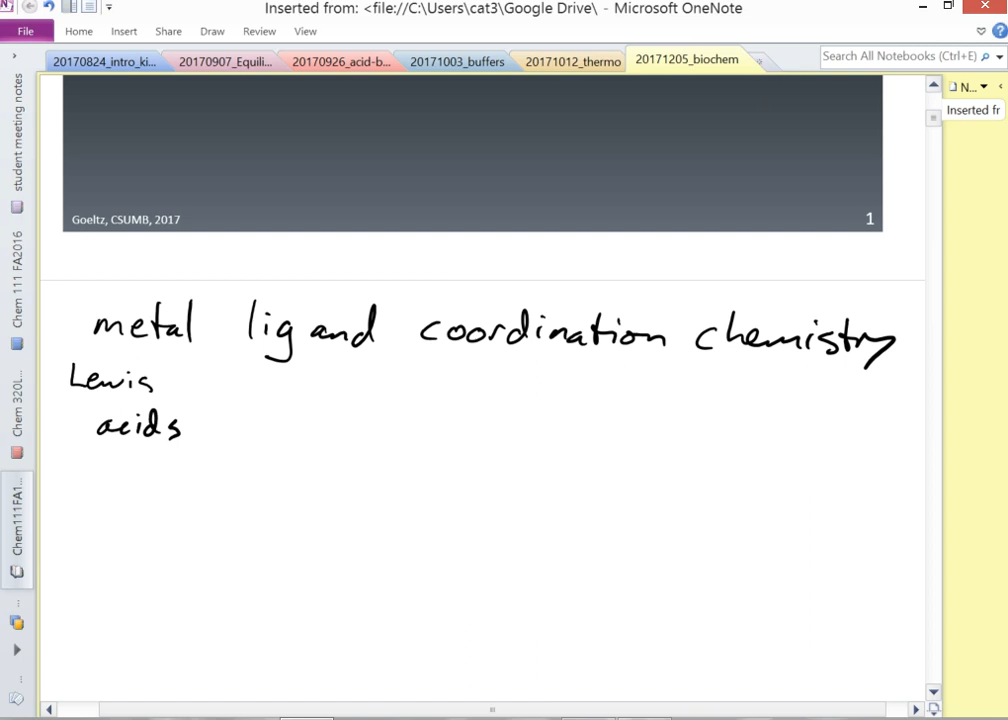 Inserted from: <file://C:\Users\cat3\Google Drive\ - Microsoft OneNote
File Home Insert Share Draw Review View
20170824_intro_ki... 20170907_Equili... 20170926_acid-b... 20171003_buffers 20171012_thermo 20171205_biochem
Search All Notebooks (Ctrl+E)
N...
Inserted fr
student meeting notes
Chem 111 FA2016
Chem 320L...
Chem111FA1...
Goeltz, CSUMB, 2017 1
metal ligand coordination chemistry
Lewis
acids